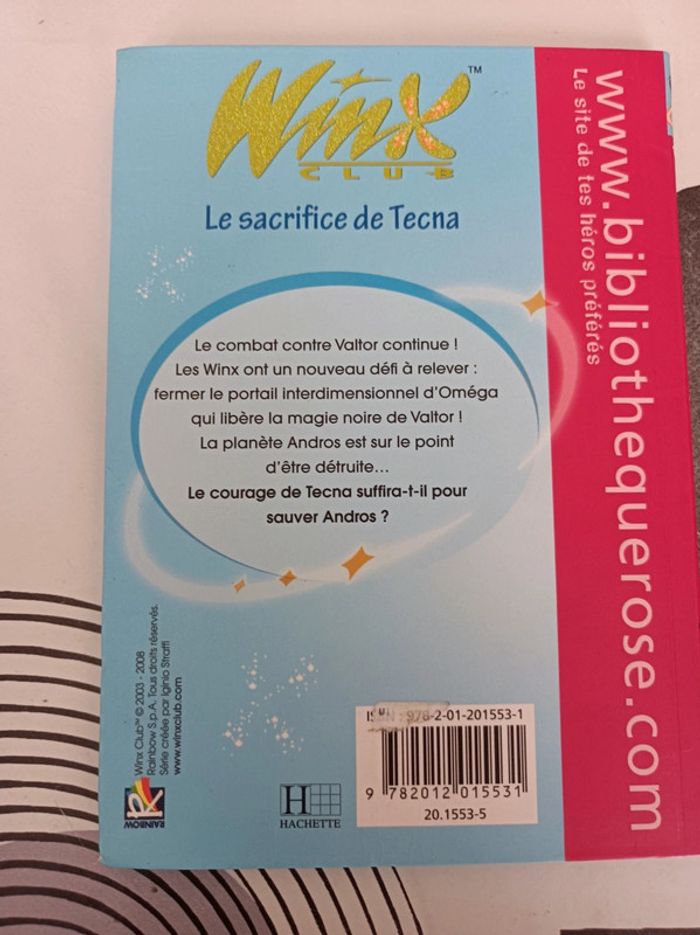 Winx™
CLUB
Le sacrifice de Tecna
Le combat contre Valtor continue !
Les Winx ont un nouveau défi à relever :
fermer le portail interdimensionnel d'Oméga
qui libère la magie noire de Valtor !
La planète Andros est sur le point
d'être détruite...
Le courage de Tecna suffira-t-il pour
sauver Andros ?
Winx Club™ © 2003 - 2008
Rainbow S.p.A. Tous droits réservés.
Série créée par Iginio Straffi
www.winxclub.com
RAINBOW
H
HACHETTE
ISBN : 978-2-01-201553-1
9 782012 015531
20.1553-5
www.bibliothequerose.com
Le site de tes héros préférés